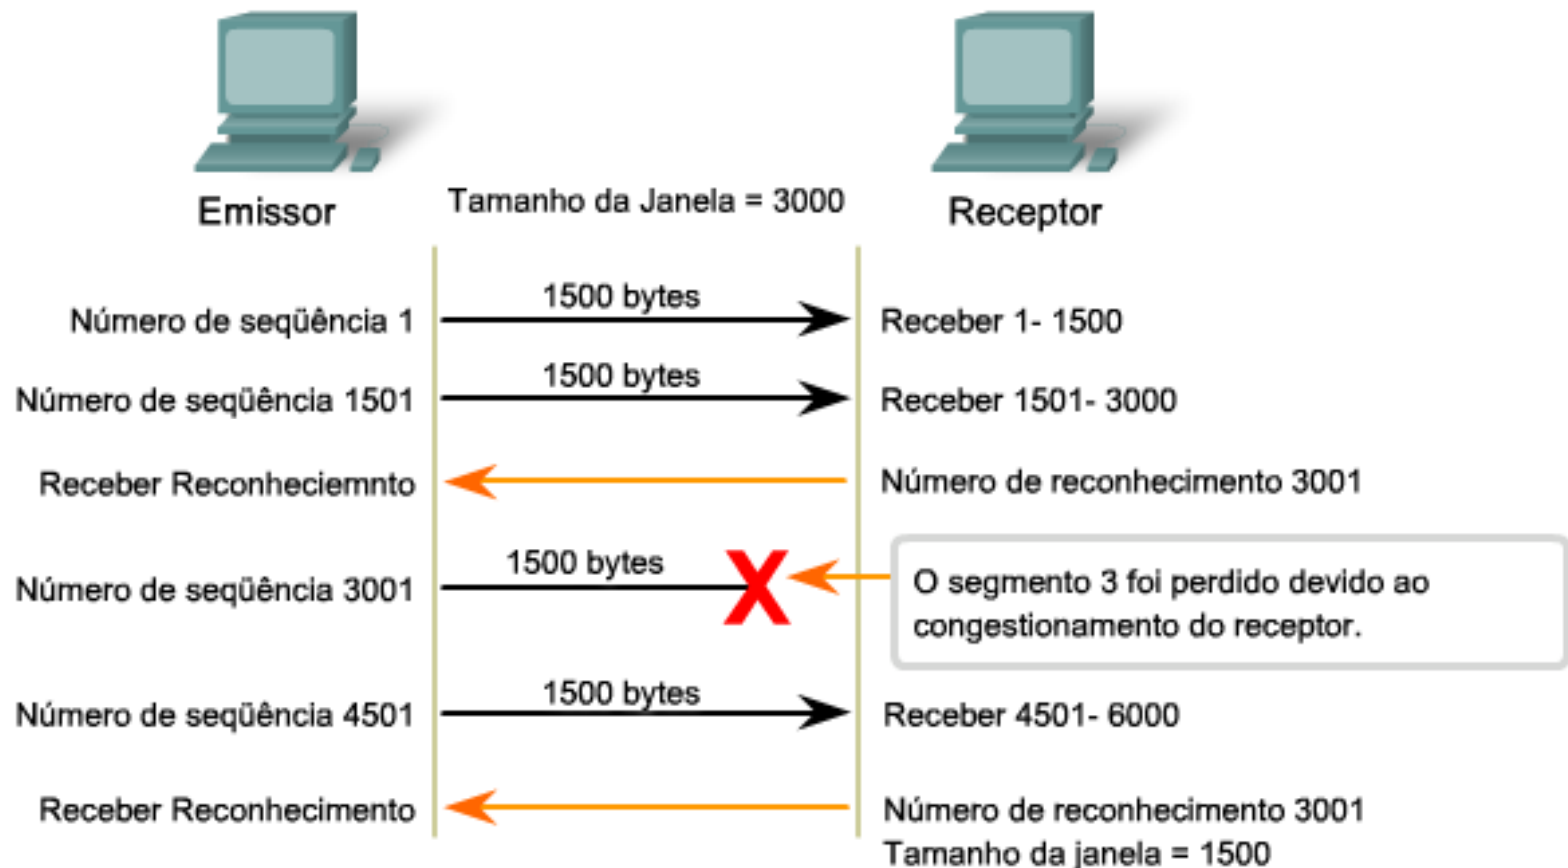 Emissor
Tamanho da Janela = 3000
Receptor
Número de seqüência 1
1500 bytes
Receber 1- 1500
Número de seqüência 1501
1500 bytes
Receber 1501- 3000
Receber Reconheciemnto
Número de reconhecimento 3001
Número de seqüência 3001
1500 bytes
X
O segmento 3 foi perdido devido ao
congestionamento do receptor.
Número de seqüência 4501
1500 bytes
Receber 4501- 6000
Receber Reconhecimento
Número de reconhecimento 3001
Tamanho da janela = 1500